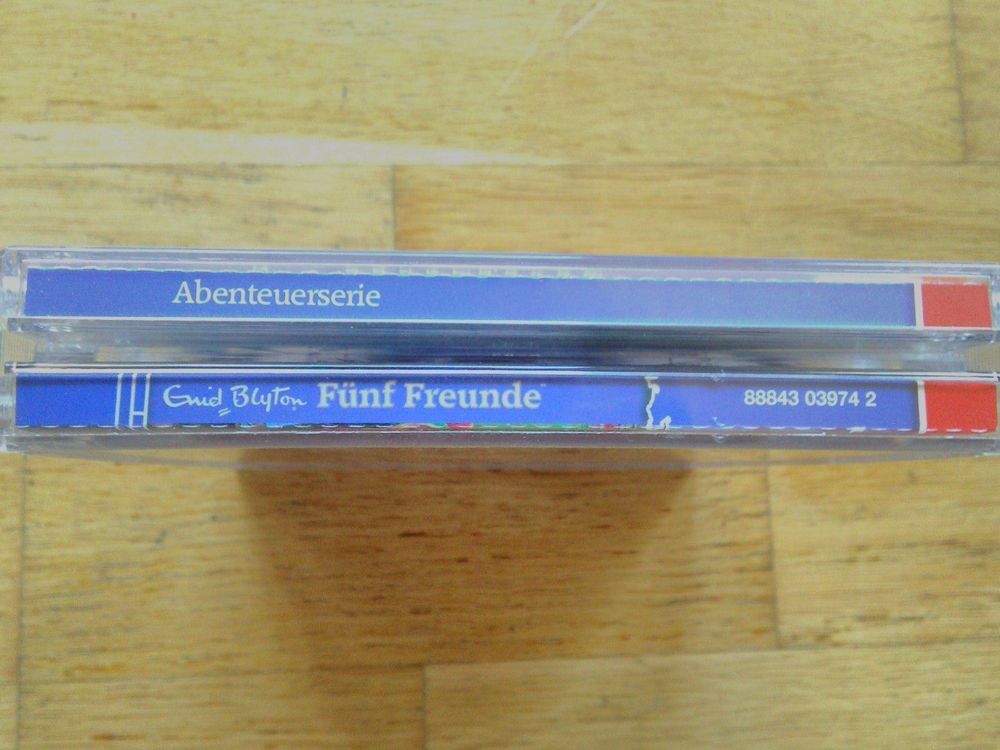 Abenteuerserie
Enid Blyton Fünf Freunde 88843 03974 2